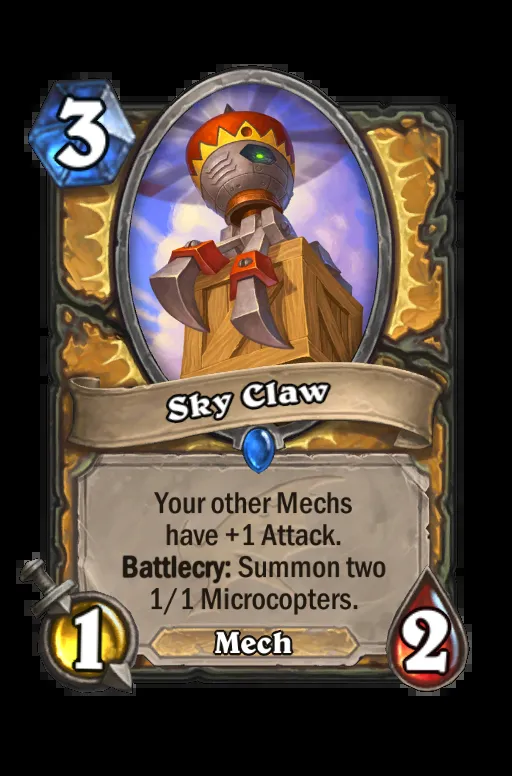 3
Sky Claw
Your other Mechs
have +1 Attack.
Battlecry: Summon two
1/1 Microcopters.
1
Mech
2